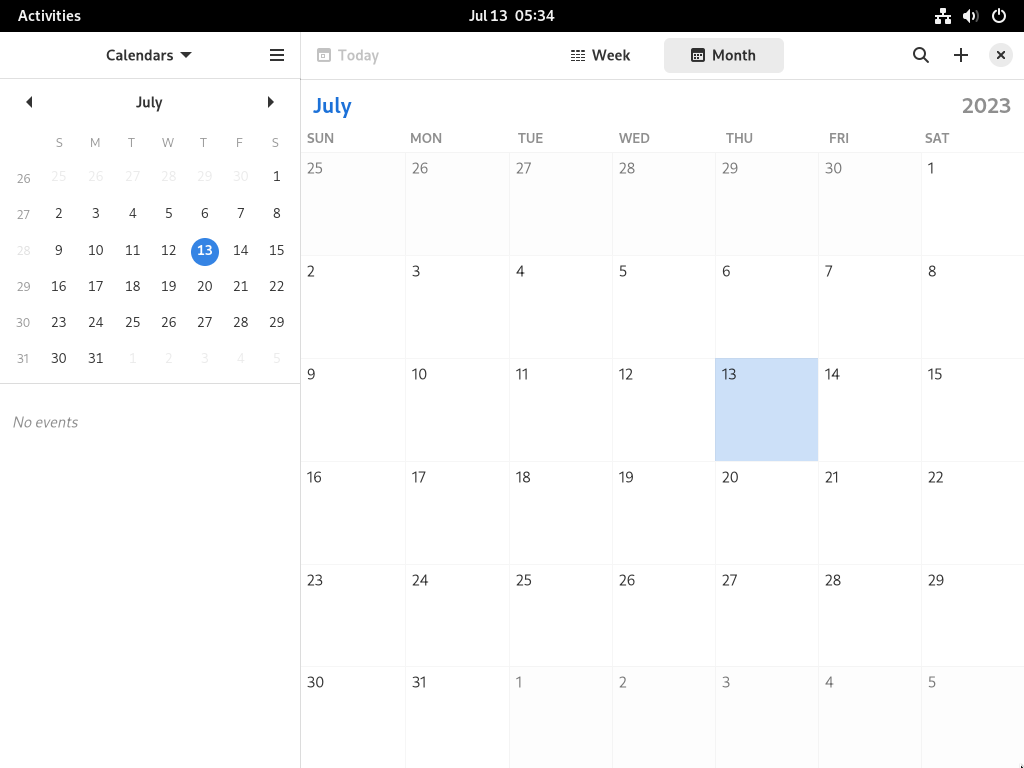 Activities Jul 13 05:34
Calendars Today Week Month
July
S M T W T F S
26 25 26 27 28 29 30 1
27 2 3 4 5 6 7 8
28 9 10 11 12 13 14 15
29 16 17 18 19 20 21 22
30 23 24 25 26 27 28 29
31 30 31 1 2 3 4 5
No events
July 2023
SUN MON TUE WED THU FRI SAT
25 26 27 28 29 30 1
2 3 4 5 6 7 8
9 10 11 12 13 14 15
16 17 18 19 20 21 22
23 24 25 26 27 28 29
30 31 1 2 3 4 5